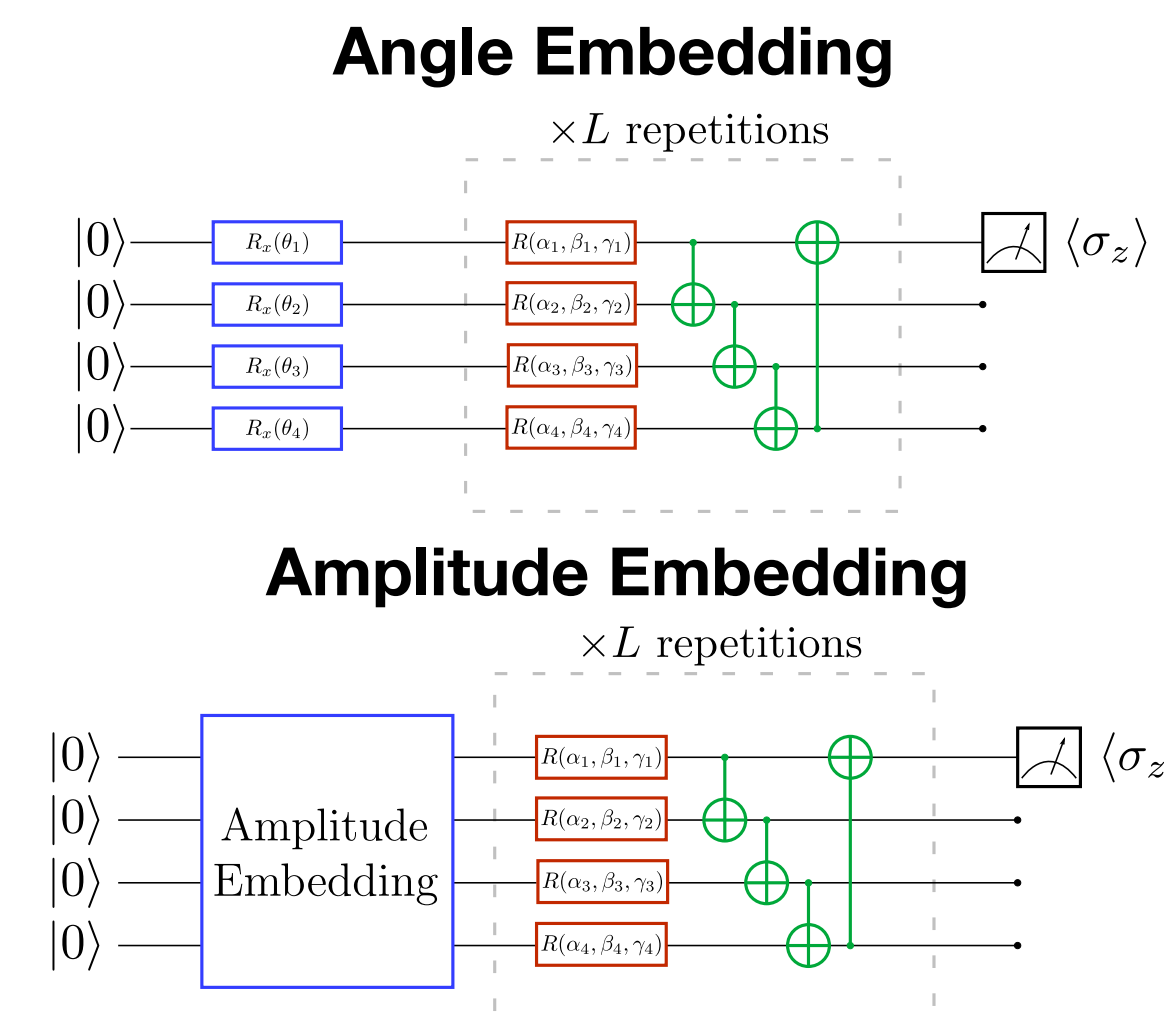 Angle Embedding
×L repetitions
|0⟩ R_x(θ_1) R(α_1, β_1, γ_1) ⟨σ_z⟩
|0⟩ R_x(θ_2) R(α_2, β_2, γ_2)
|0⟩ R_x(θ_3) R(α_3, β_3, γ_3)
|0⟩ R_x(θ_4) R(α_4, β_4, γ_4)
Amplitude Embedding
×L repetitions
|0⟩ R(α_1, β_1, γ_1) ⟨σ_z
|0⟩ R(α_2, β_2, γ_2)
Amplitude
Embedding
|0⟩ R(α_3, β_3, γ_3)
|0⟩ R(α_4, β_4, γ_4)